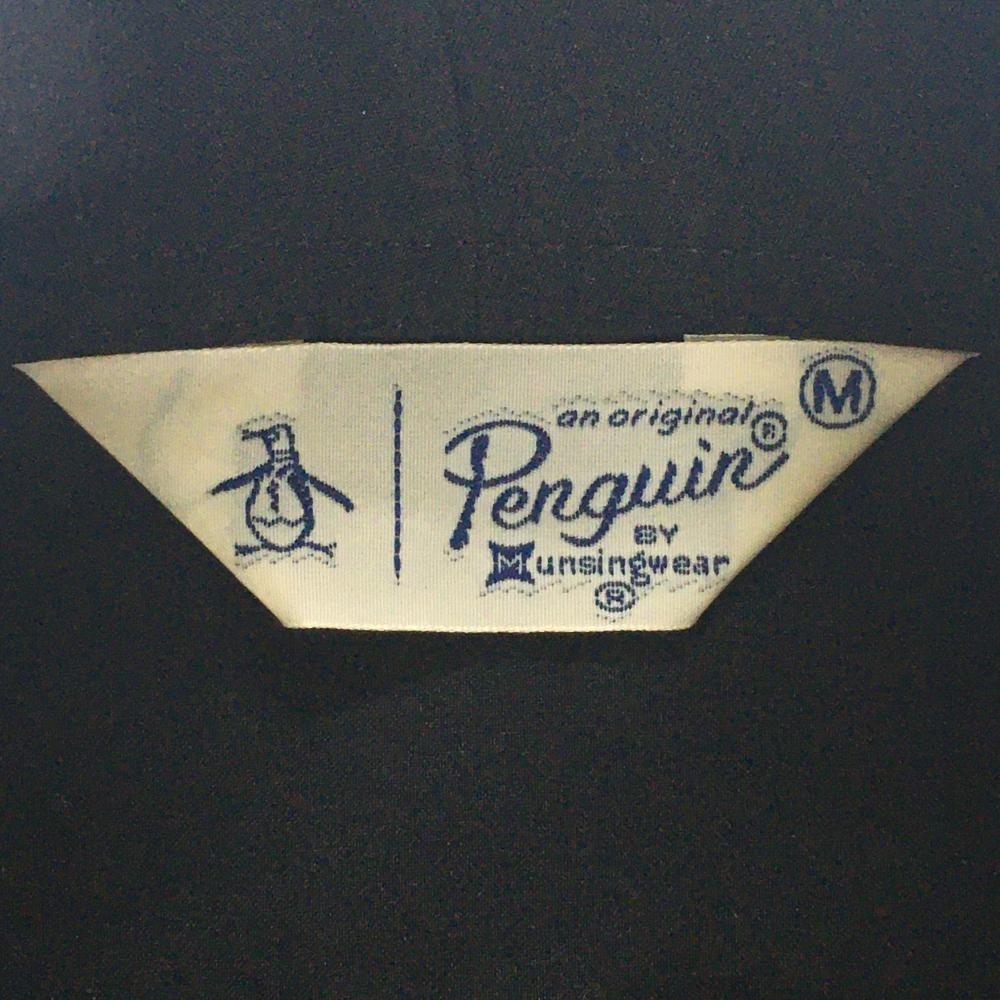 M
an original ®
Penguin
BY
Munsingwear
®